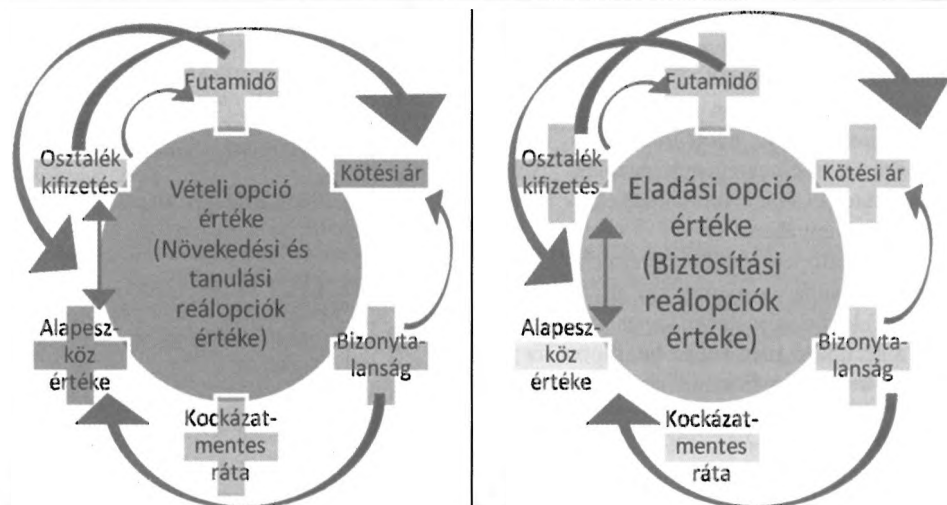 Futamidő
Osztalék
kifizetés
Kötési ár
Vételi opció
értéke
(Növekedési és
tanulási
reálopciók
értéke)
Alapesz-
köz
értéke
Bizonyta-
lanság
Kockázat-
mentes
ráta
Futamidő
Osztalék
kifizetés
Kötési ár
Eladási opció
értéke
(Biztosítási
reálopciók
értéke)
Alapesz-
köz
értéke
Bizonyta-
lanság
Kockázat-
mentes
ráta